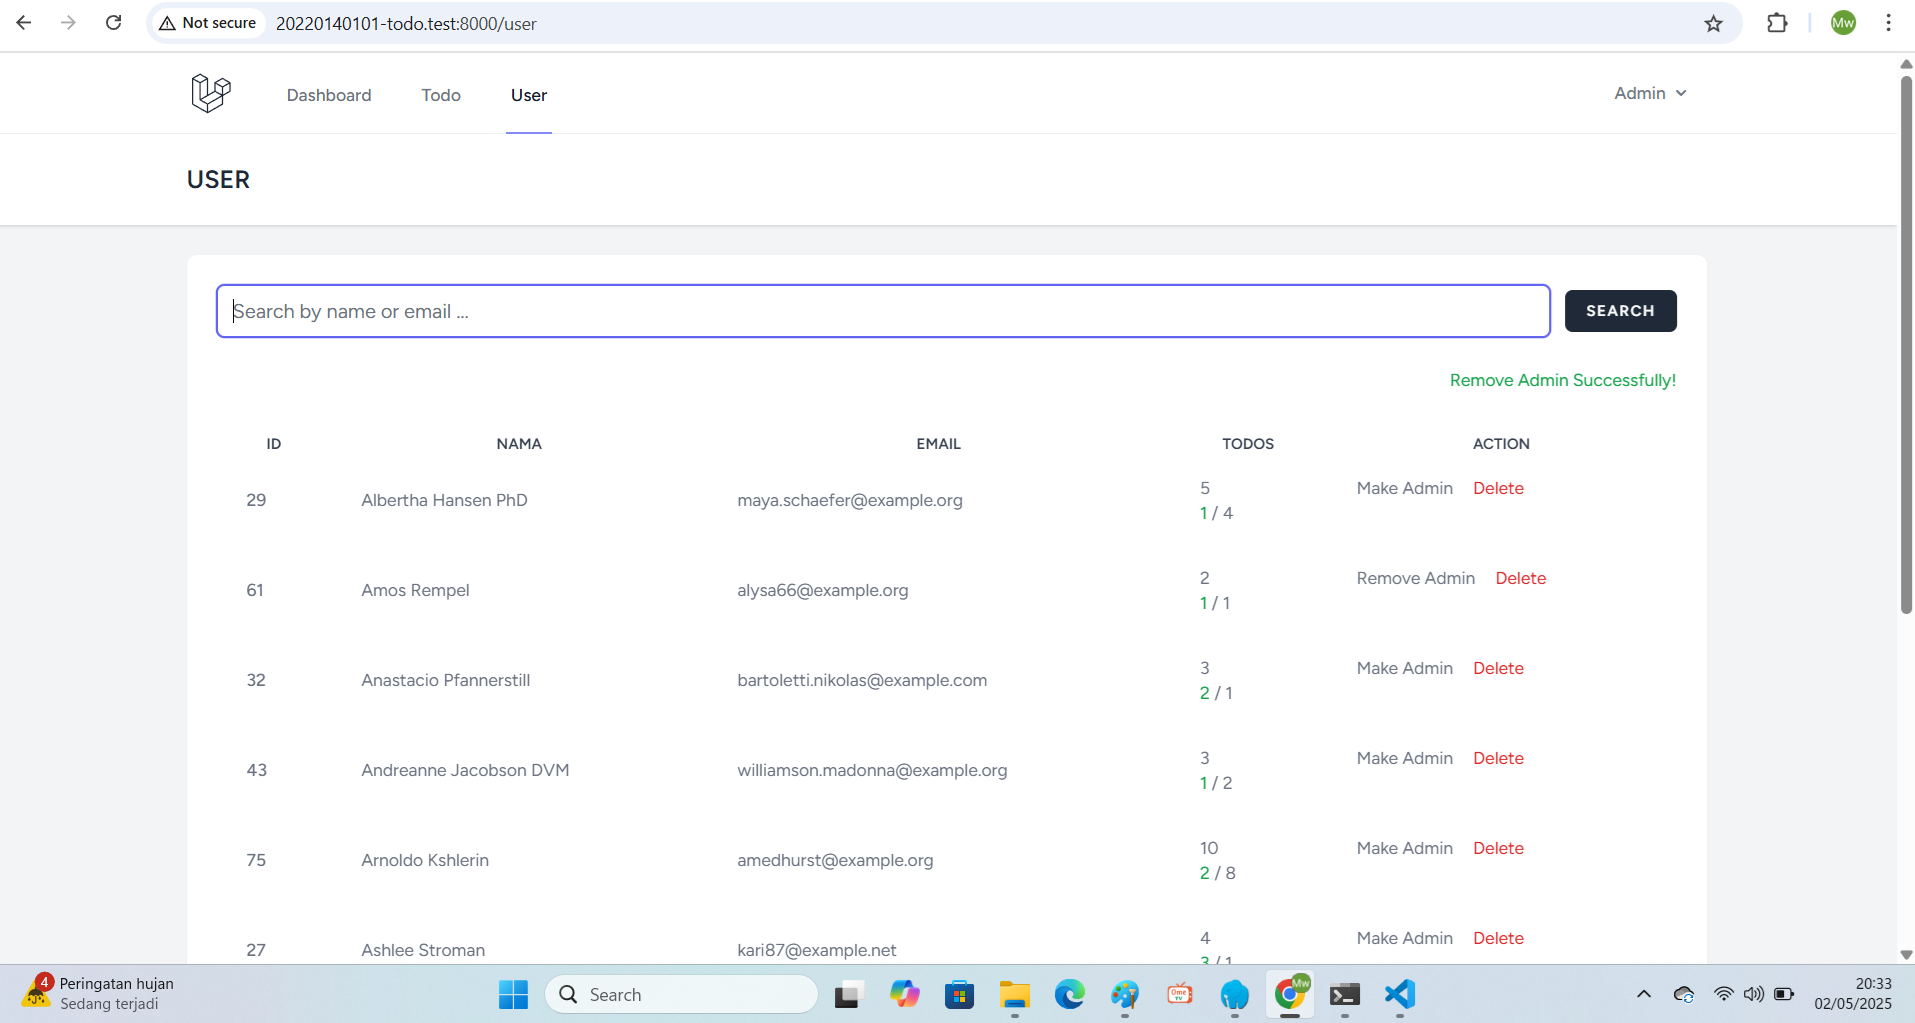 Not secure 20220140101-todo.test:8000/user Mw
Dashboard Todo User Admin
USER
Search by name or email ... SEARCH
Remove Admin Successfully!
ID NAMA EMAIL TODOS ACTION
29 Albertha Hansen PhD maya.schaefer@example.org 5 Make Admin Delete
1 / 4
61 Amos Rempel alysa66@example.org 2 Remove Admin Delete
1 / 1
32 Anastacio Pfannerstill bartoletti.nikolas@example.com 3 Make Admin Delete
2 / 1
43 Andreanne Jacobson DVM williamson.madonna@example.org 3 Make Admin Delete
1 / 2
75 Arnoldo Kshlerin amedhurst@example.org 10 Make Admin Delete
2 / 8
27 Ashlee Stroman kari87@example.net 4 Make Admin Delete
3 / 1
4 Peringatan hujan
Sedang terjadi
Search
Ome TV
Mw
20:33
02/05/2025